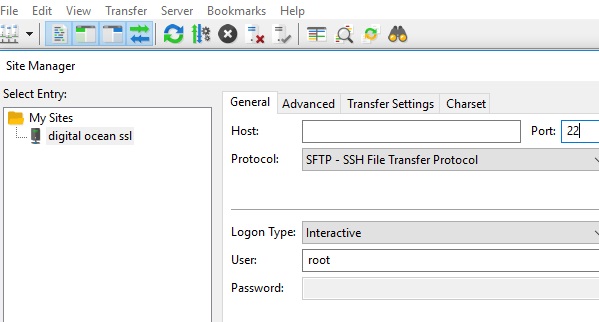 File Edit View Transfer Server Bookmarks Help
Site Manager
Select Entry:
My Sites
digital ocean ssl
General Advanced Transfer Settings Charset
Host: Port: 22
Protocol: SFTP - SSH File Transfer Protocol
Logon Type: Interactive
User: root
Password: